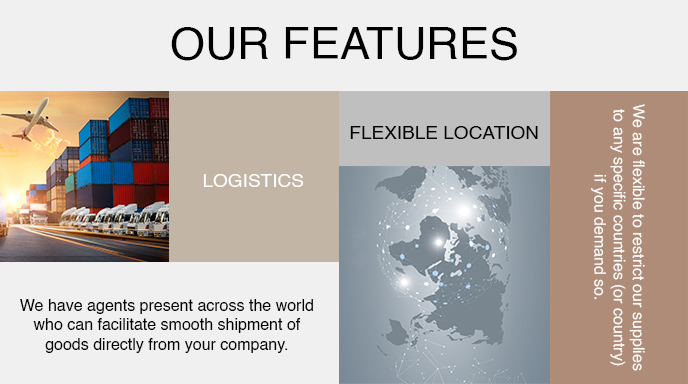 OUR FEATURES
LOGISTICS
We have agents present across the world
who can facilitate smooth shipment of
goods directly from your company.
FLEXIBLE LOCATION
We are flexible to restrict our supplies
to any specific countries (or country)
if you demand so.